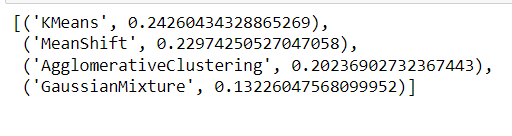 [('KMeans', 0.24260434328865269),
('MeanShift', 0.22974250527047058),
('AgglomerativeClustering', 0.20236902732367443),
('GaussianMixture', 0.13226047568099952)]